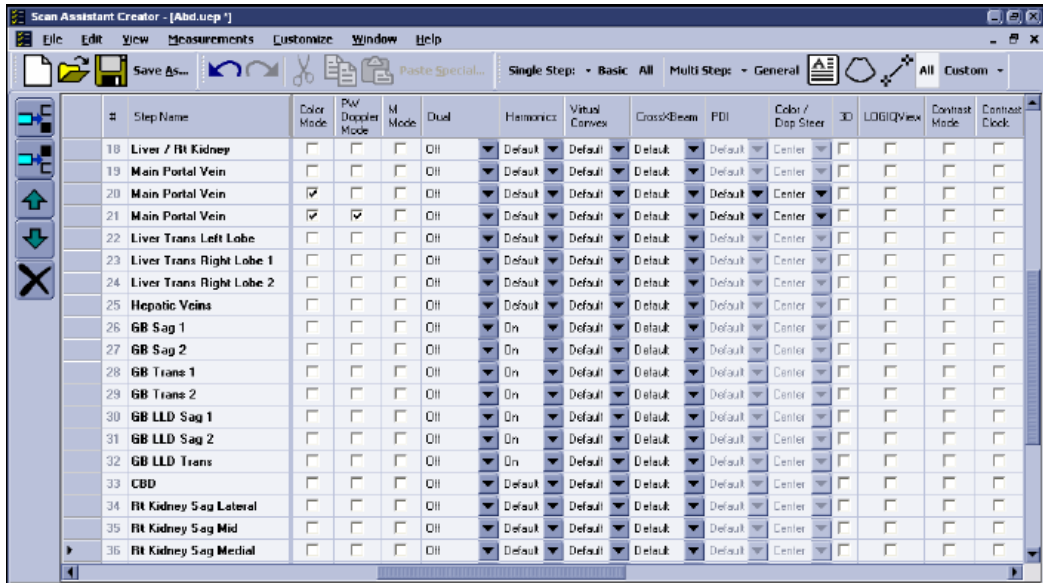 Scan Assistant Creator - [Abd.uep *]
File Edit View Measurements Customize Window Help
Save As... Paste Special... Single Step: - Basic All Multi Step: - General All Custom -
# Step Name Color Mode PW Doppler Mode M Mode Dual Harmonics Virtual Convex CrossXBeam PDI Color / Dop Steer 3D LOGIQView Contrast Mode Contrast Clock
18 Liver / Rt Kidney Off Default Default Default Default Center
19 Main Portal Vein Off Default Default Default Default Center
20 Main Portal Vein Off Default Default Default Default Center
21 Main Portal Vein Off Default Default Default Default Center
22 Liver Trans Left Lobe Off Default Default Default Default Center
23 Liver Trans Right Lobe 1 Off Default Default Default Default Center
24 Liver Trans Right Lobe 2 Off Default Default Default Default Center
25 Hepatic Veins Off Default Default Default Default Center
26 GB Sag 1 Off On Default Default Default Center
27 GB Sag 2 Off On Default Default Default Center
28 GB Trans 1 Off On Default Default Default Center
29 GB Trans 2 Off On Default Default Default Center
30 GB LLD Sag 1 Off On Default Default Default Center
31 GB LLD Sag 2 Off On Default Default Default Center
32 GB LLD Trans Off On Default Default Default Center
33 CBD Off Default Default Default Default Center
34 Rt Kidney Sag Lateral Off Default Default Default Default Center
35 Rt Kidney Sag Mid Off Default Default Default Default Center
36 Rt Kidney Sag Medial Off Default Default Default Default Center